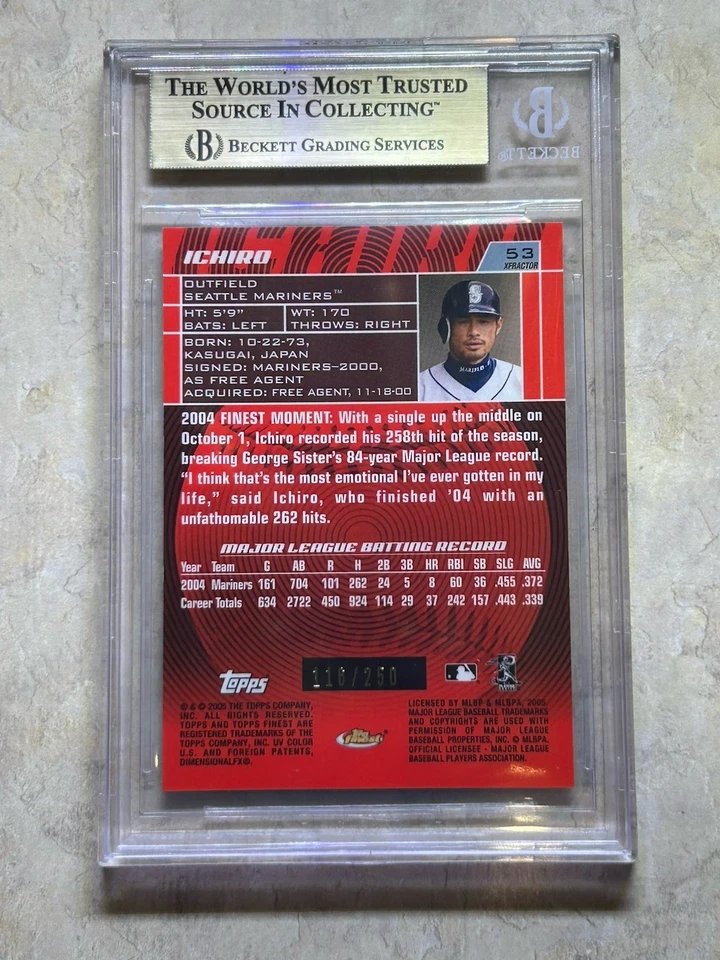 THE WORLD'S MOST TRUSTED
SOURCE IN COLLECTING™
B BECKETT GRADING SERVICES
B
BECKETT®
ICHIRO
ICHIRO
53
XFRACTOR
OUTFIELD
SEATTLE MARINERS™
HT: 5'9" WT: 170
BATS: LEFT THROWS: RIGHT
BORN: 10-22-73,
KASUGAI, JAPAN
SIGNED: MARINERS-2000,
AS FREE AGENT
ACQUIRED: FREE AGENT, 11-18-00
S
2004 FINEST MOMENT: With a single up the middle on
October 1, Ichiro recorded his 258th hit of the season,
breaking George Sister's 84-year Major League record.
"I think that's the most emotional I've ever gotten in my
life," said Ichiro, who finished '04 with an
unfathomable 262 hits.
MAJOR LEAGUE BATTING RECORD
Year Team G AB R H 2B 3B HR RBI SB SLG AVG
2004 Mariners 161 704 101 262 24 5 8 60 36 .455 .372
Career Totals 634 2722 450 924 114 29 37 242 157 .443 .339
Topps
116/250
® & © 2005 THE TOPPS COMPANY,
INC. ALL RIGHTS RESERVED.
TOPPS AND TOPPS FINEST ARE
REGISTERED TRADEMARKS OF THE
TOPPS COMPANY, INC. UV COLOR
U.S. AND FOREIGN PATENTS,
DIMENSIONALFX®.
Finest
LICENSED BY MLBP & MLBPA, 2005.
MAJOR LEAGUE BASEBALL TRADEMARKS
AND COPYRIGHTS ARE USED WITH
PERMISSION OF MAJOR LEAGUE
BASEBALL PROPERTIES, INC. © MLBPA,
OFFICIAL LICENSEE - MAJOR LEAGUE
BASEBALL PLAYERS ASSOCIATION.